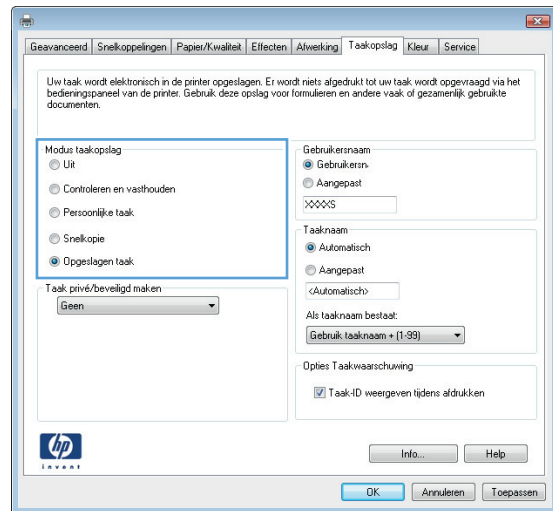 Geavanceerd Snelkoppelingen Papier/Kwaliteit Effecten Afwerking Taakopslag Kleur Service
Uw taak wordt elektronisch in de printer opgeslagen. Er wordt niets afgedrukt tot uw taak wordt opgevraagd via het
bedieningspaneel van de printer. Gebruik deze opslag voor formulieren en andere vaak of gezamenlijk gebruikte
documenten.
Modus taakopslag
Uit
Controleren en vasthouden
Persoonlijke taak
Snelkopie
Opgeslagen taak
Taak privé/beveiligd maken
Geen
Gebruikersnaam
Gebruikersn
Aangepast
XXXXS
Taaknaam
Automatisch
Aangepast
<Automatisch>
Als taaknaam bestaat:
Gebruik taaknaam + (1-99)
Opties Taakwaarschuwing
Taak-ID weergeven tijdens afdrukken
hp
invent
Info... Help
OK Annuleren Toepassen